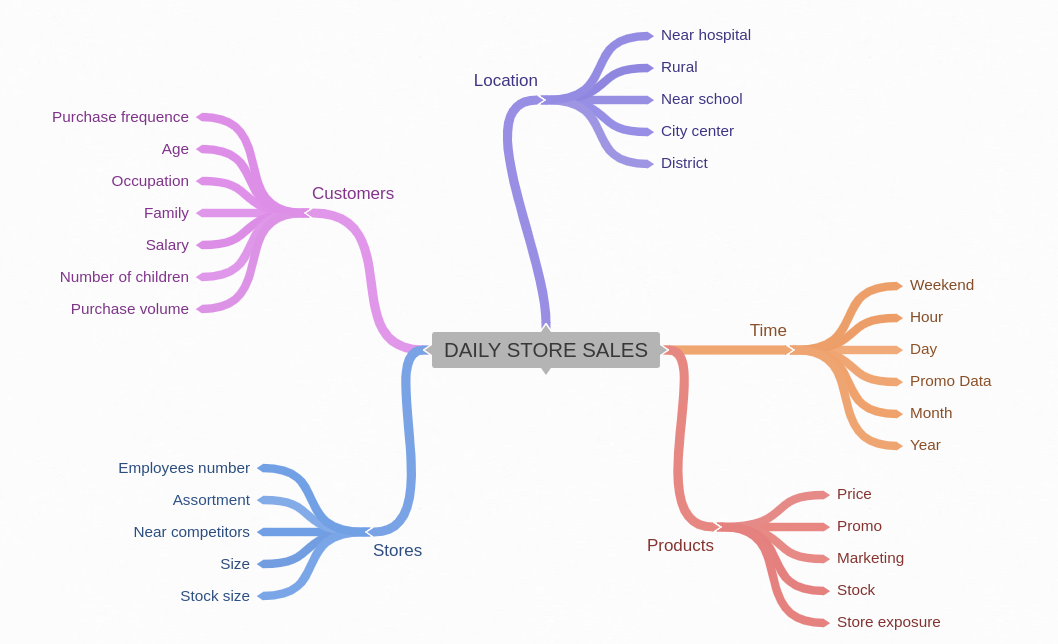 DAILY STORE SALES
Location
Near hospital
Rural
Near school
City center
District
Customers
Purchase frequence
Age
Occupation
Family
Salary
Number of children
Purchase volume
Time
Weekend
Hour
Day
Promo Data
Month
Year
Stores
Employees number
Assortment
Near competitors
Size
Stock size
Products
Price
Promo
Marketing
Stock
Store exposure